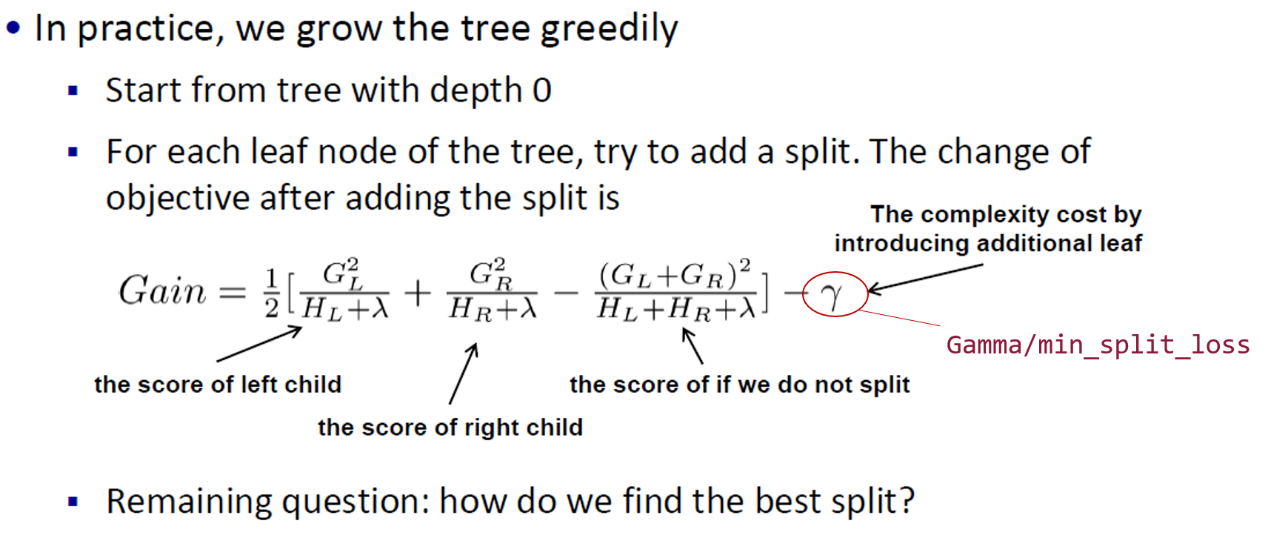 • In practice, we grow the tree greedily
▪ Start from tree with depth 0
▪ For each leaf node of the tree, try to add a split. The change of
objective after adding the split is
The complexity cost by
introducing additional leaf
Gain = 1/2 [ G_L^2/(H_L+λ) + G_R^2/(H_R+λ) − (G_L+G_R)^2/(H_L+H_R+λ) ] − γ
Gamma/min_split_loss
the score of left child
the score of if we do not split
the score of right child
▪ Remaining question: how do we find the best split?